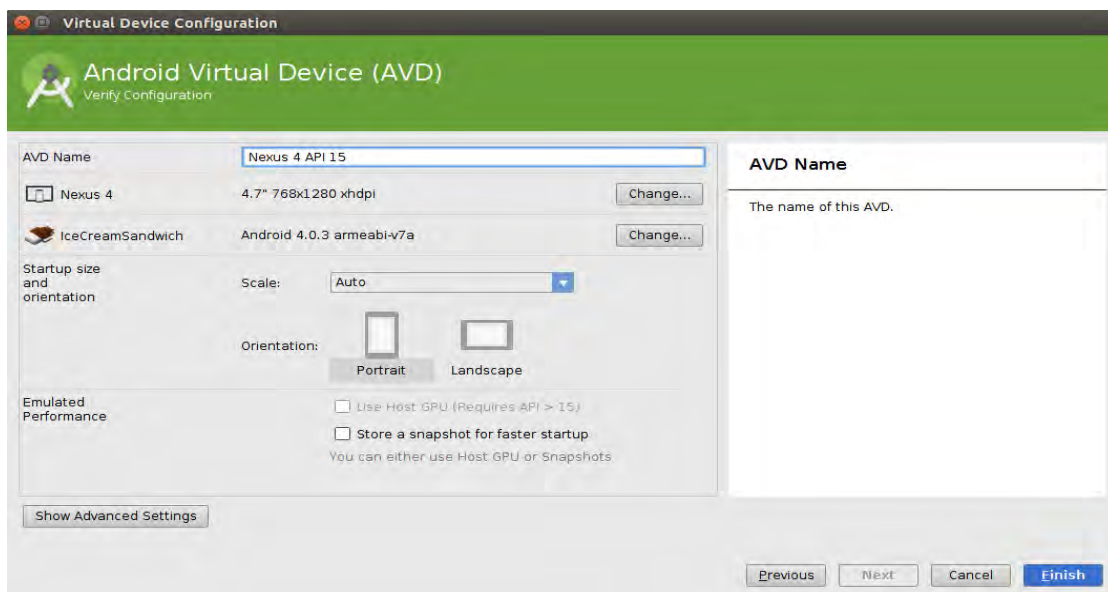 Virtual Device Configuration
Android Virtual Device (AVD)
Verify Configuration
AVD Name
Nexus 4 API 15
Nexus 4
4.7" 768x1280 xhdpi
Change...
IceCreamSandwich
Android 4.0.3 armeabi-v7a
Change...
Startup size
and
orientation
Scale:
Auto
Orientation:
Portrait
Landscape
Emulated
Performance
Use Host GPU (Requires API > 15)
Store a snapshot for faster startup
You can either use Host GPU or Snapshots
Show Advanced Settings
AVD Name
The name of this AVD.
Previous
Next
Cancel
Finish